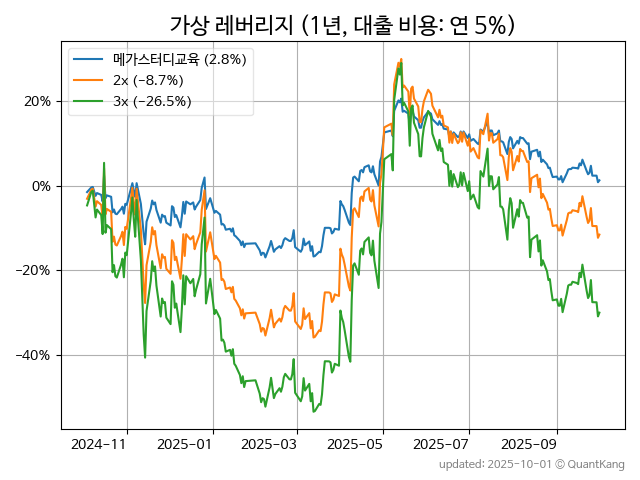 가상 레버리지 (1년, 대출 비용: 연 5%)
메가스터디교육 (2.8%)
2x (−8.7%)
3x (−26.5%)
20%
0%
−20%
−40%
2024−11 2025−01 2025−03 2025−05 2025−07 2025−09
updated: 2025-10-01 © QuantKang